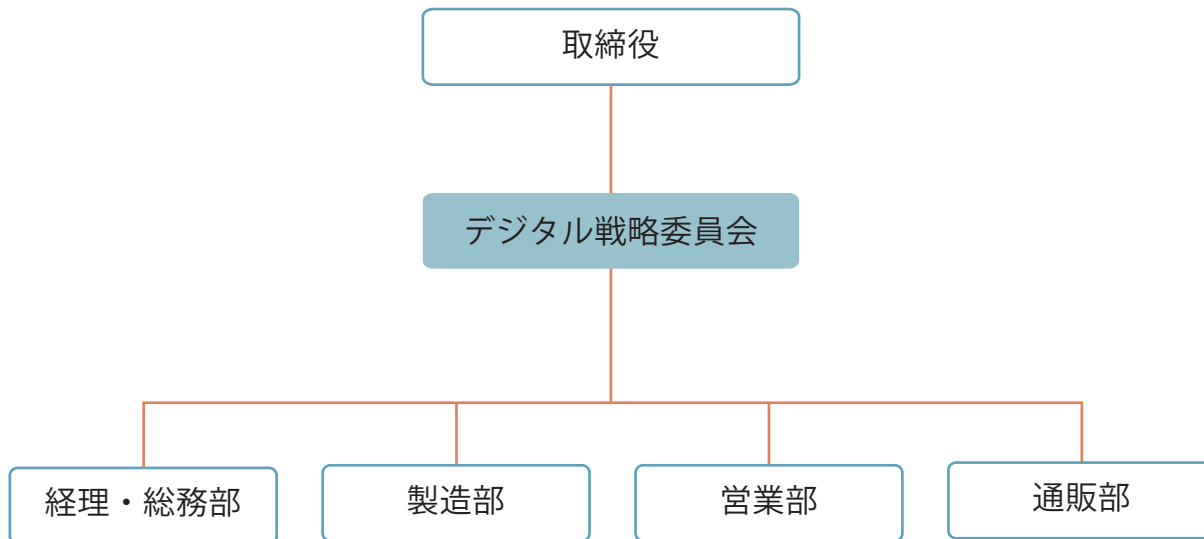 取締役
デジタル戦略委員会
経理・総務部
製造部
営業部
通販部